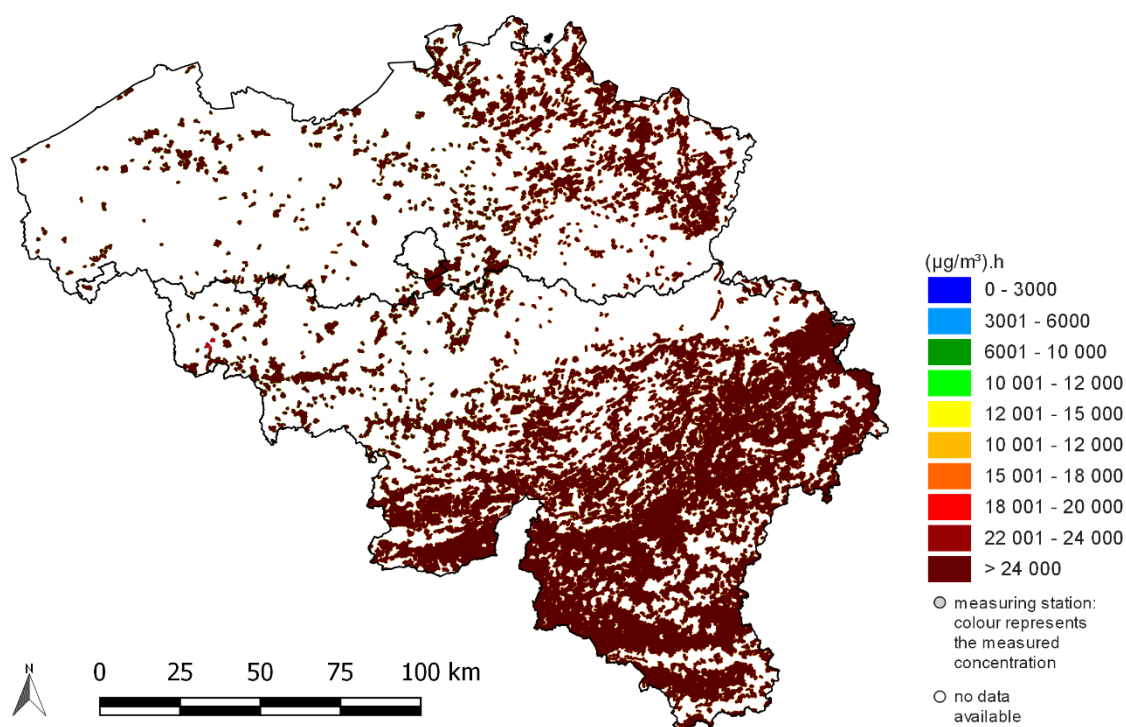 (µg/m³).h
0 - 3000
3001 - 6000
6001 - 10 000
10 001 - 12 000
12 001 - 15 000
10 001 - 12 000
15 001 - 18 000
18 001 - 20 000
22 001 - 24 000
> 24 000
measuring station:
colour represents
the measured
concentration
no data
available
N
0 25 50 75 100 km